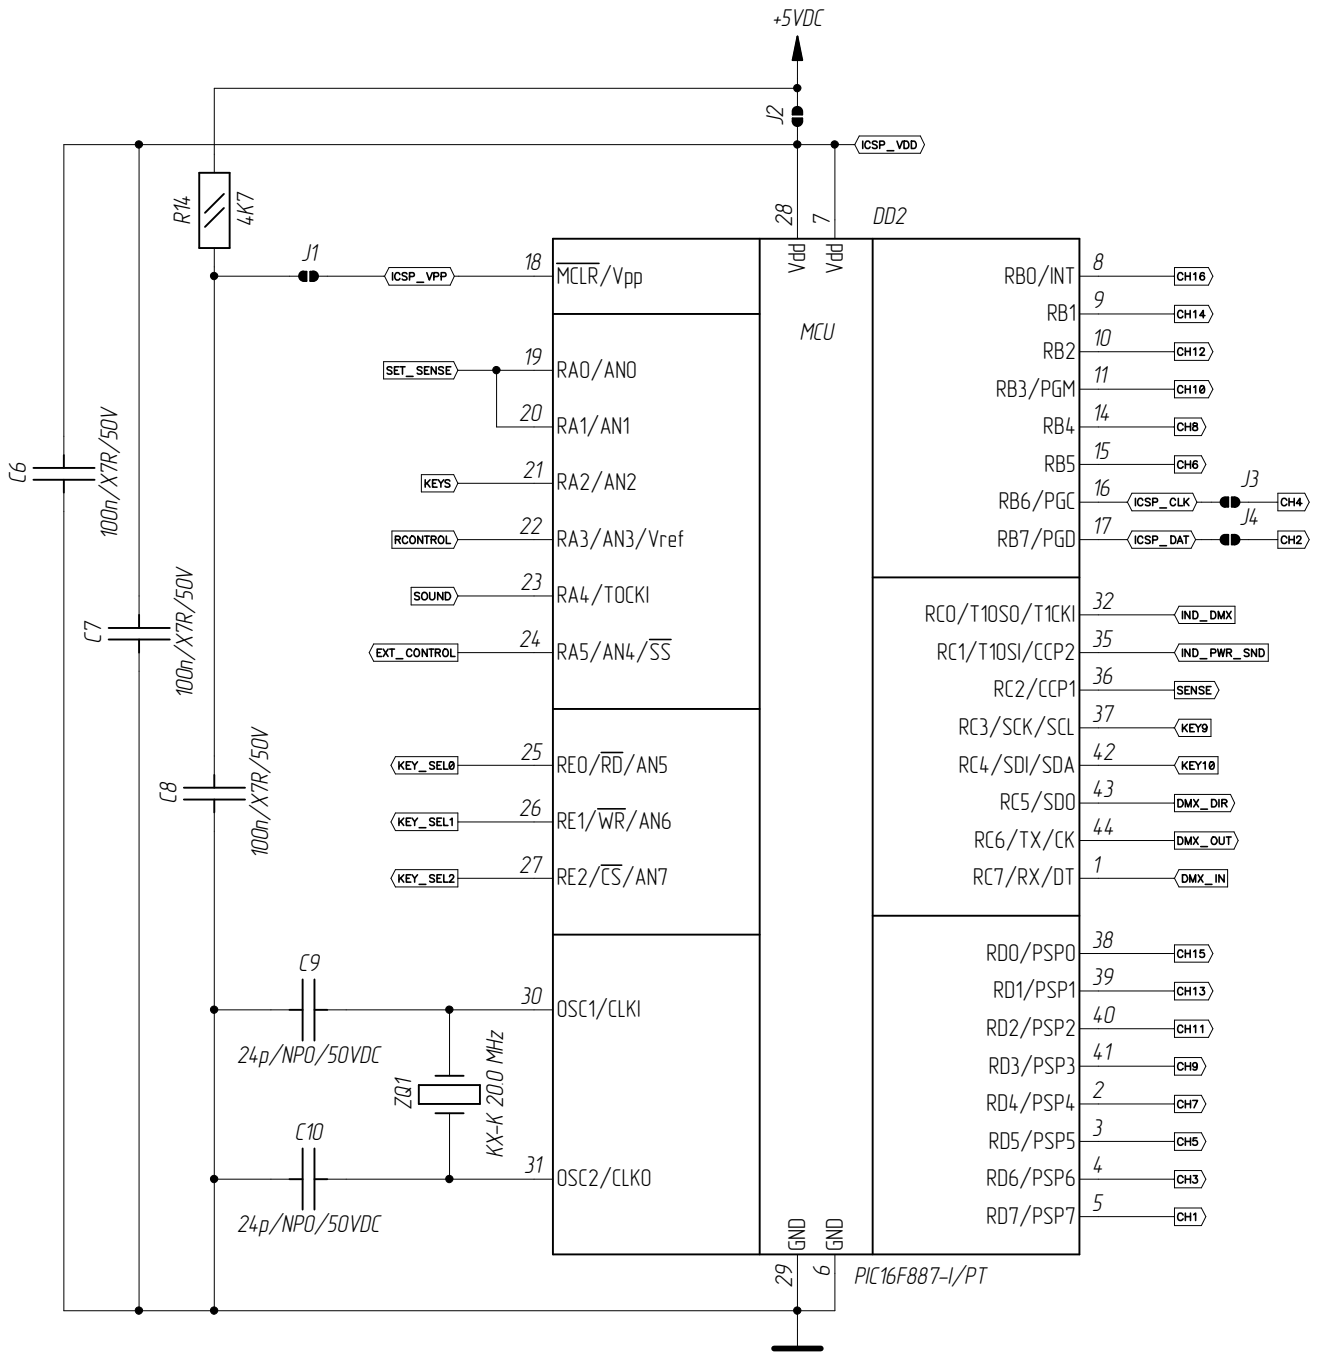 +5VDC
J2
ICSP_VDD
R14
4K7
28
7
DD2
Vdd
Vdd
MCU
J1
ICSP_VPP
18
MCLR/Vpp
SET_SENSE
19
RA0/AN0
20
RA1/AN1
KEYS
21
RA2/AN2
RCONTROL
22
RA3/AN3/Vref
SOUND
23
RA4/TOCKI
EXT_CONTROL
24
RA5/AN4/SS
KEY_SEL0
25
RE0/RD/AN5
KEY_SEL1
26
RE1/WR/AN6
KEY_SEL2
27
RE2/CS/AN7
30
OSC1/CLKI
31
OSC2/CLKO
RB0/INT
8
CH16
RB1
9
CH14
RB2
10
CH12
RB3/PGM
11
CH10
RB4
14
CH8
RB5
15
CH6
RB6/PGC
16
ICSP_CLK
J3
CH4
RB7/PGD
17
ICSP_DAT
J4
CH2
RC0/T1OSO/T1CKI
32
IND_DMX
RC1/T1OSI/CCP2
35
IND_PWR_SND
RC2/CCP1
36
SENSE
RC3/SCK/SCL
37
KEY9
RC4/SDI/SDA
42
KEY10
RC5/SDO
43
DMX_DIR
RC6/TX/CK
44
DMX_OUT
RC7/RX/DT
1
DMX_IN
RD0/PSP0
38
CH15
RD1/PSP1
39
CH13
RD2/PSP2
40
CH11
RD3/PSP3
41
CH9
RD4/PSP4
2
CH7
RD5/PSP5
3
CH5
RD6/PSP6
4
CH3
RD7/PSP7
5
CH1
C6
100n/X7R/50V
C7
100n/X7R/50V
C8
100n/X7R/50V
C9
24p/NPO/50VDC
ZQ1
KX-K 20.0 MHz
C10
24p/NPO/50VDC
GND
GND
29
6
PIC16F887-I/PT